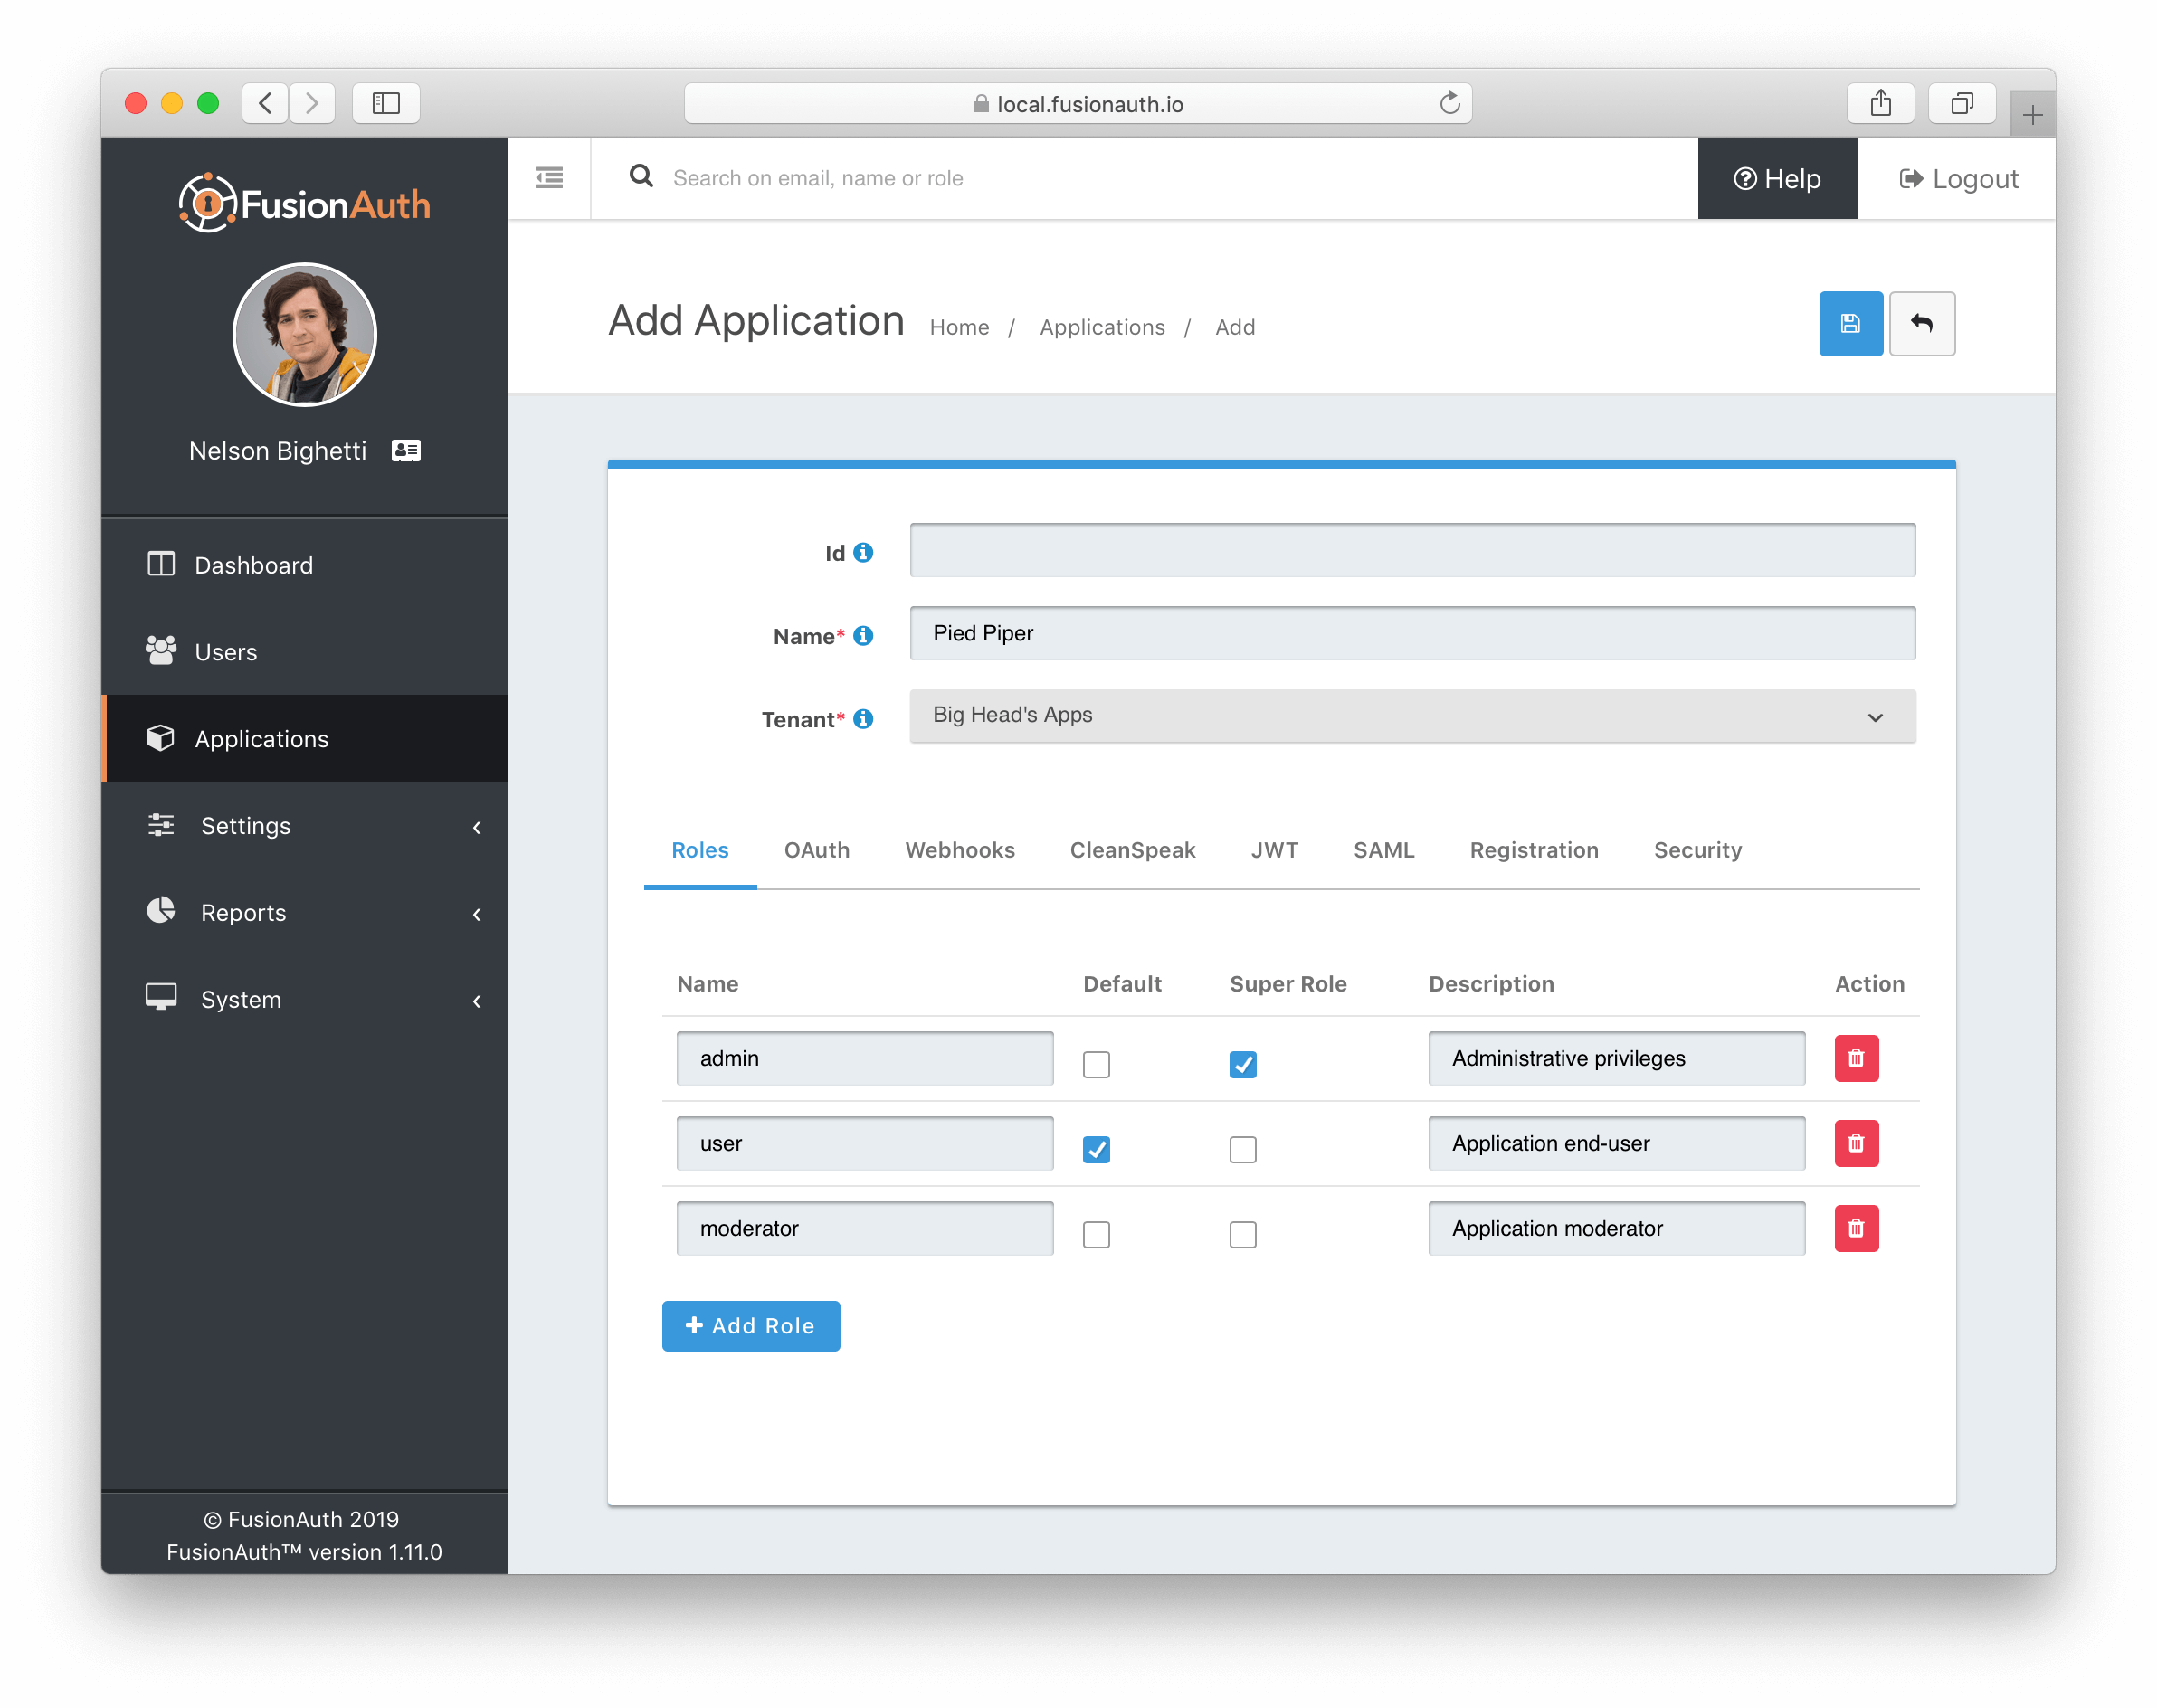 local.fusionauth.io
FusionAuth
Search on email, name or role
Help
Logout
Nelson Bighetti
Dashboard
Users
Applications
Settings
Reports
System
© FusionAuth 2019
FusionAuth™ version 1.11.0
Add Application Home / Applications / Add
Id
Name* Pied Piper
Tenant* Big Head's Apps
Roles OAuth Webhooks CleanSpeak JWT SAML Registration Security
Name Default Super Role Description Action
admin Administrative privileges
user Application end-user
moderator Application moderator
Add Role